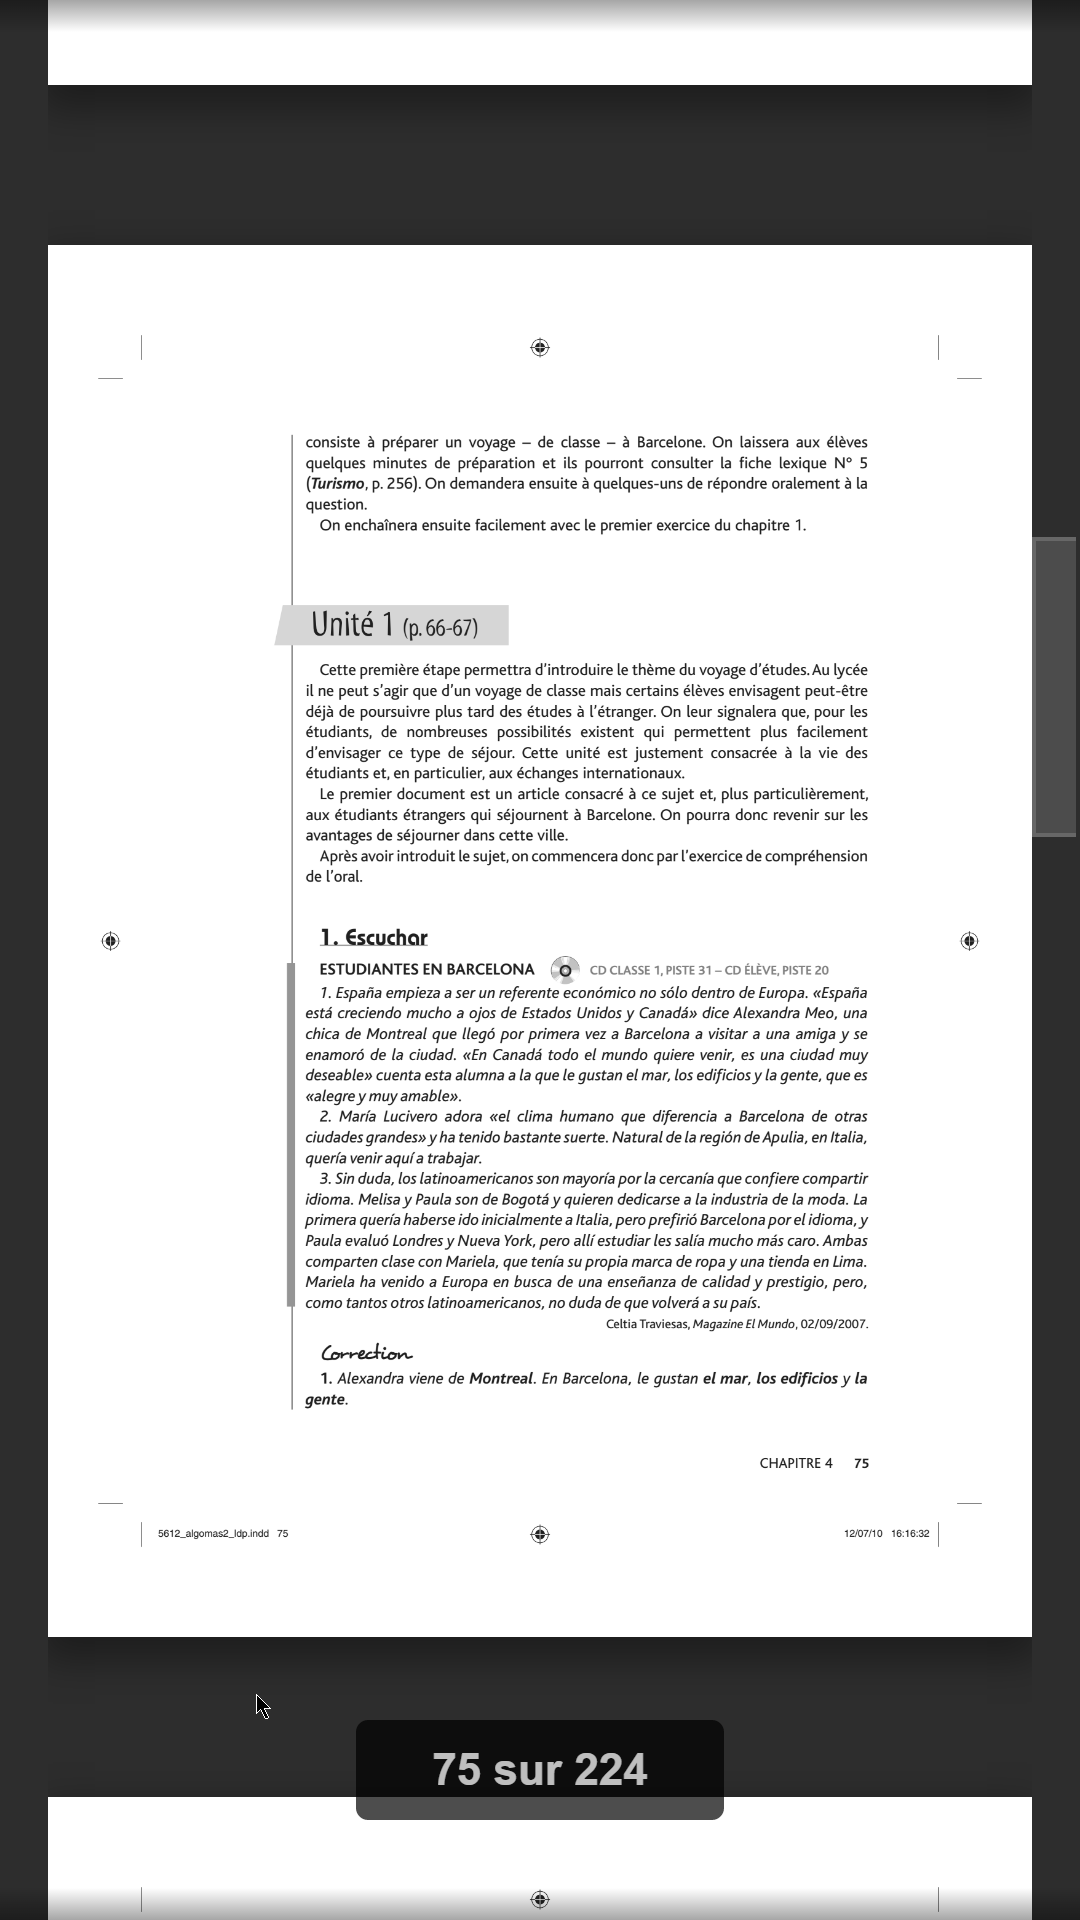 consiste à préparer un voyage – de classe – à Barcelone. On laissera aux élèves
quelques minutes de préparation et ils pourront consulter la fiche lexique N° 5
(Turismo, p. 256). On demandera ensuite à quelques-uns de répondre oralement à la
question.
On enchaînera ensuite facilement avec le premier exercice du chapitre 1.
Unité 1 (p. 66-67)
Cette première étape permettra d'introduire le thème du voyage d'études. Au lycée
il ne peut s'agir que d'un voyage de classe mais certains élèves envisagent peut-être
déjà de poursuivre plus tard des études à l'étranger. On leur signalera que, pour les
étudiants, de nombreuses possibilités existent qui permettent plus facilement
d'envisager ce type de séjour. Cette unité est justement consacrée à la vie des
étudiants et, en particulier, aux échanges internationaux.
Le premier document est un article consacré à ce sujet et, plus particulièrement,
aux étudiants étrangers qui séjournent à Barcelone. On pourra donc revenir sur les
avantages de séjourner dans cette ville.
Après avoir introduit le sujet, on commencera donc par l'exercice de compréhension
de l'oral.
1. Escuchar
ESTUDIANTES EN BARCELONA CD CLASSE 1, PISTE 31 – CD ÉLÈVE, PISTE 20
1. España empieza a ser un referente económico no sólo dentro de Europa. «España
está creciendo mucho a ojos de Estados Unidos y Canadá» dice Alexandra Meo, una
chica de Montreal que llegó por primera vez a Barcelona a visitar a una amiga y se
enamoró de la ciudad. «En Canadá todo el mundo quiere venir, es una ciudad muy
deseable» cuenta esta alumna a la que le gustan el mar, los edificios y la gente, que es
«alegre y muy amable».
2. María Lucivero adora «el clima humano que diferencia a Barcelona de otras
ciudades grandes» y ha tenido bastante suerte. Natural de la región de Apulia, en Italia,
quería venir aquí a trabajar.
3. Sin duda, los latinoamericanos son mayoría por la cercanía que confiere compartir
idioma. Melisa y Paula son de Bogotá y quieren dedicarse a la industria de la moda. La
primera quería haberse ido inicialmente a Italia, pero prefirió Barcelona por el idioma, y
Paula evaluó Londres y Nueva York, pero allí estudiar les salía mucho más caro. Ambas
comparten clase con Mariela, que tenía su propia marca de ropa y una tienda en Lima.
Mariela ha venido a Europa en busca de una enseñanza de calidad y prestigio, pero,
como tantos otros latinoamericanos, no duda de que volverá a su país.
Celtia Traviesas, Magazine El Mundo, 02/09/2007.
Correction
1. Alexandra viene de Montreal. En Barcelona, le gustan el mar, los edificios y la
gente.
CHAPITRE 4 75
5612_algomas2_ldp.indd 75 12/07/10 16:16:32
75 sur 224